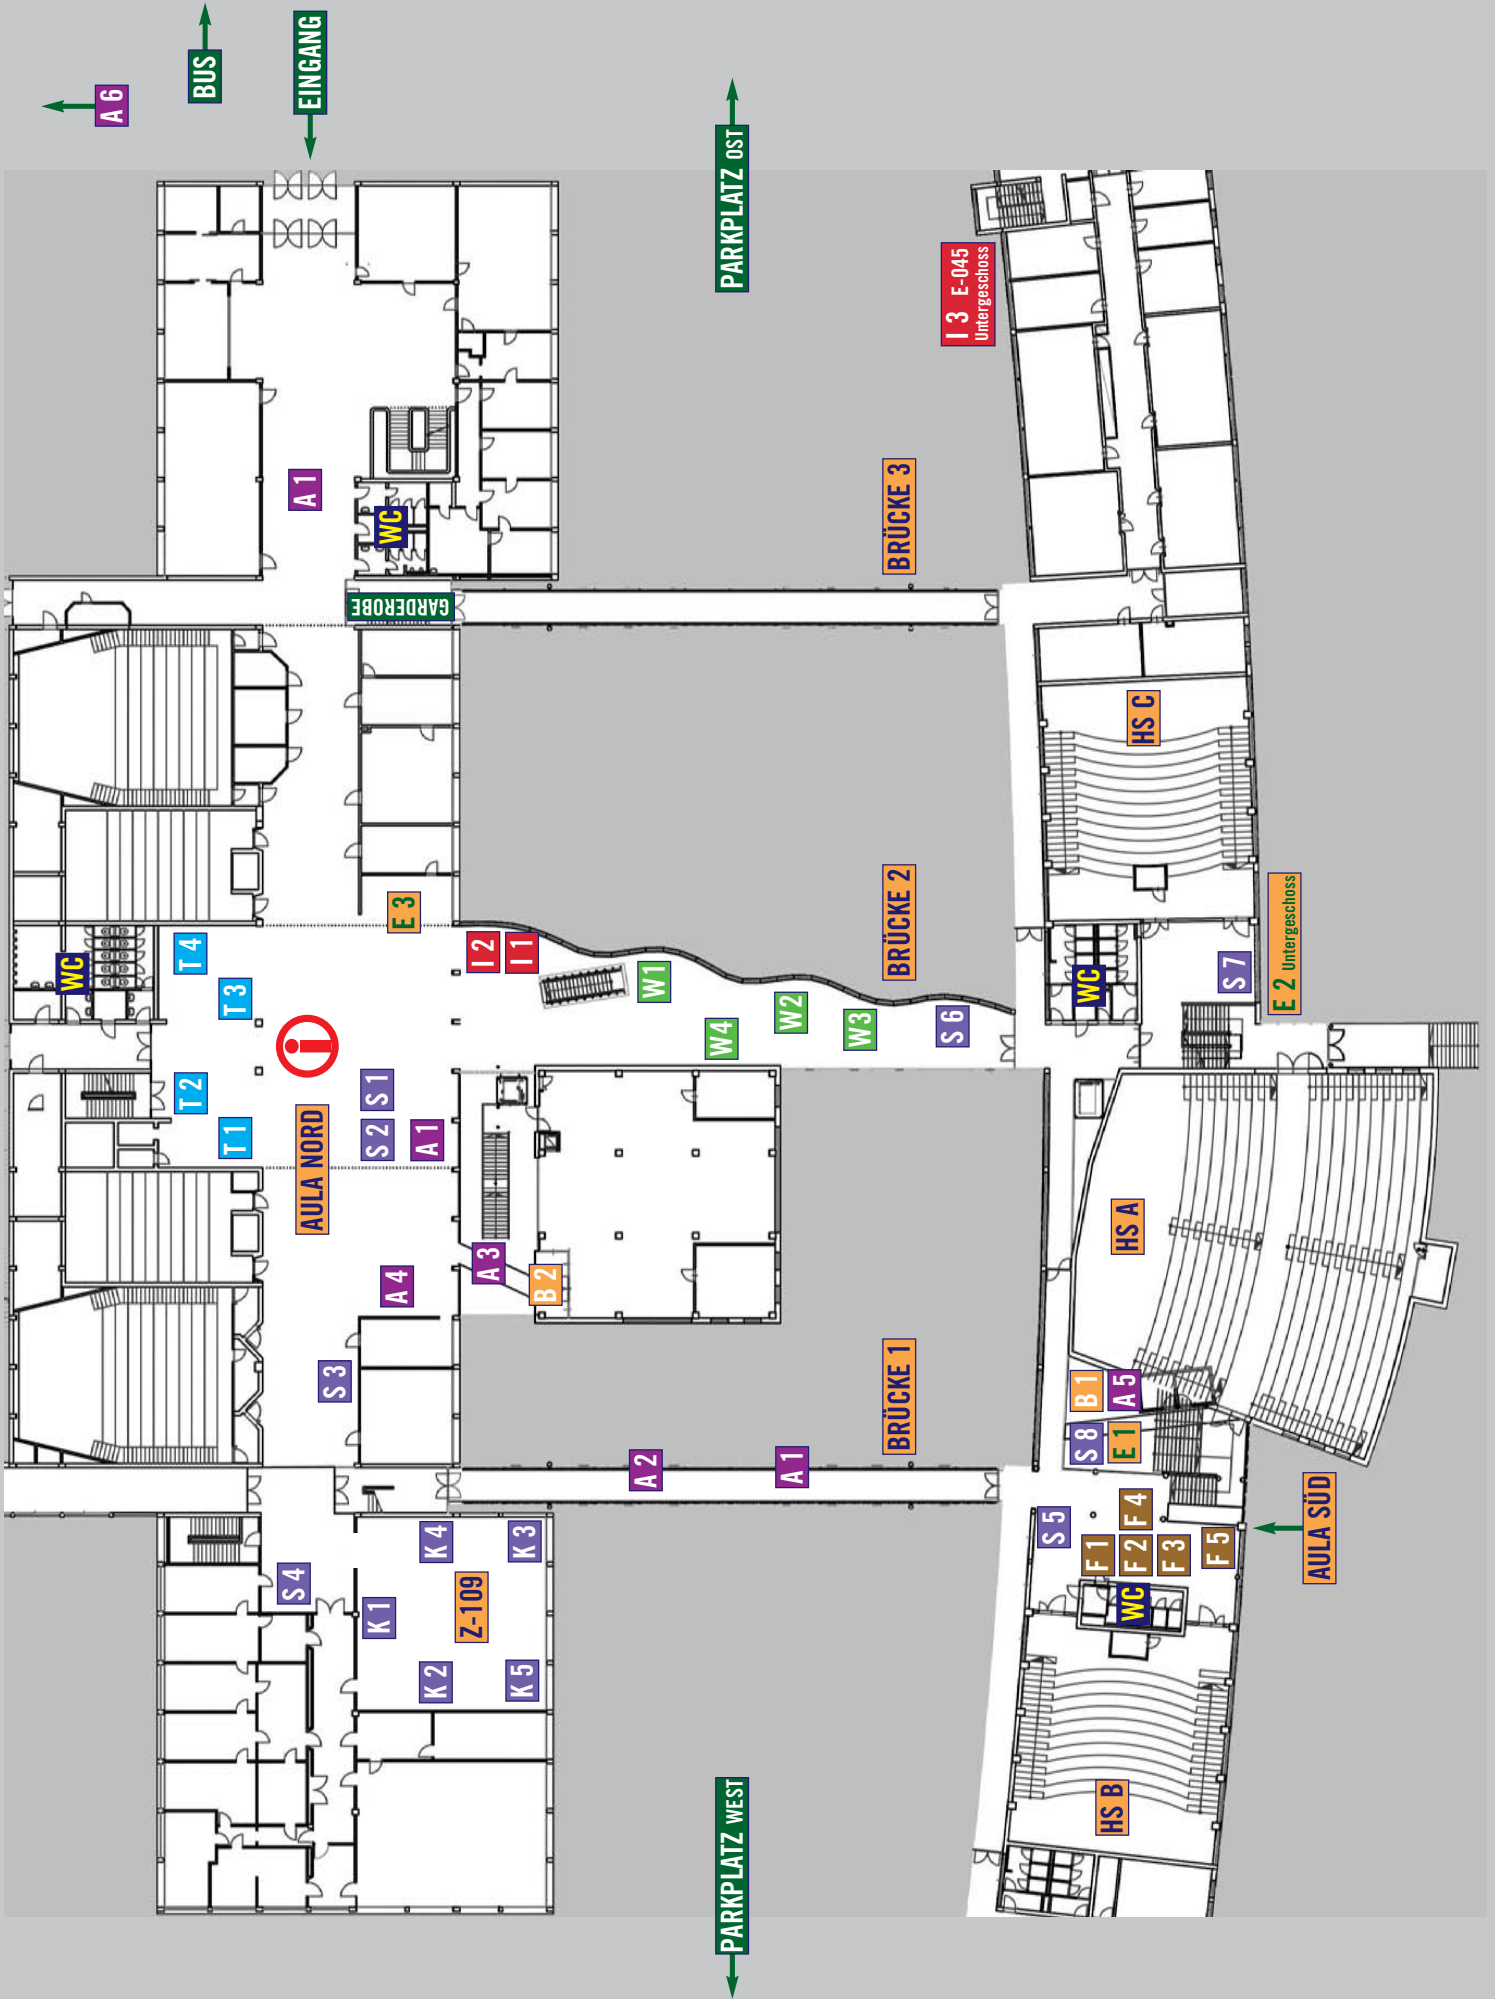 A 6
BUS
EINGANG
WC
T 2
T 4
T 1
T 3
S 4
AULA NORD
i
A 1
S 3
K 1
S 2
S 1
A 4
WC
E 3
GARDEROBE
A 1
K 2
K 4
Z-109
A 3
I 2
K 5
K 3
B 2
I 1
A 2
W1
W4
PARKPLATZ WEST
PARKPLATZ OST
A 1
W2
W3
BRÜCKE 1
BRÜCKE 2
BRÜCKE 3
S 6
I 3 E-045
Untergeschoss
S 5
S 8
B 1
WC
F 1
E 1
A 5
HS A
HS B
WC
F 2
F 4
HS C
F 3
F 5
S 7
E 2 Untergeschoss
AULA SÜD